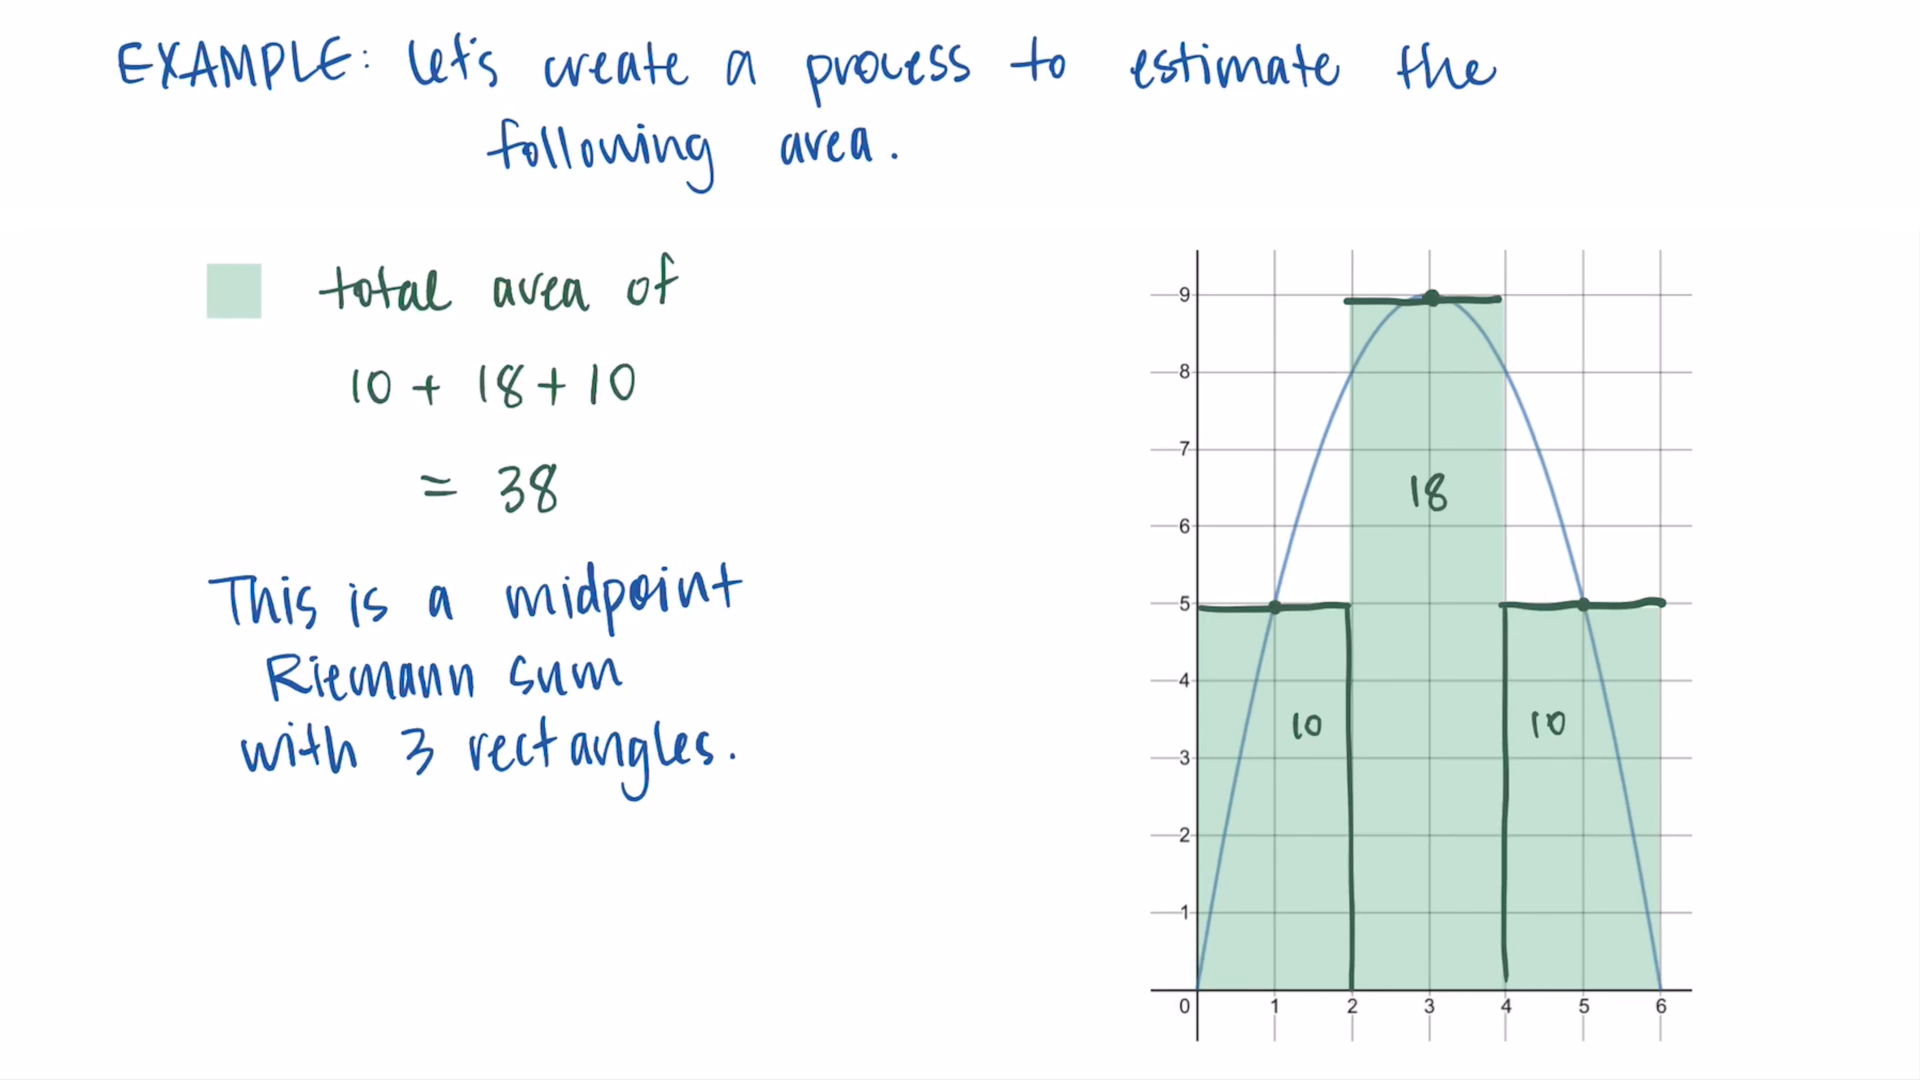 EXAMPLE: let's create a process to estimate the
following area.
total area of
10 + 18 + 10
= 38
This is a midpoint
Riemann sum
with 3 rectangles.
9
8
7
18
6
5
4
10 10
3
2
1
0 1 2 3 4 5 6